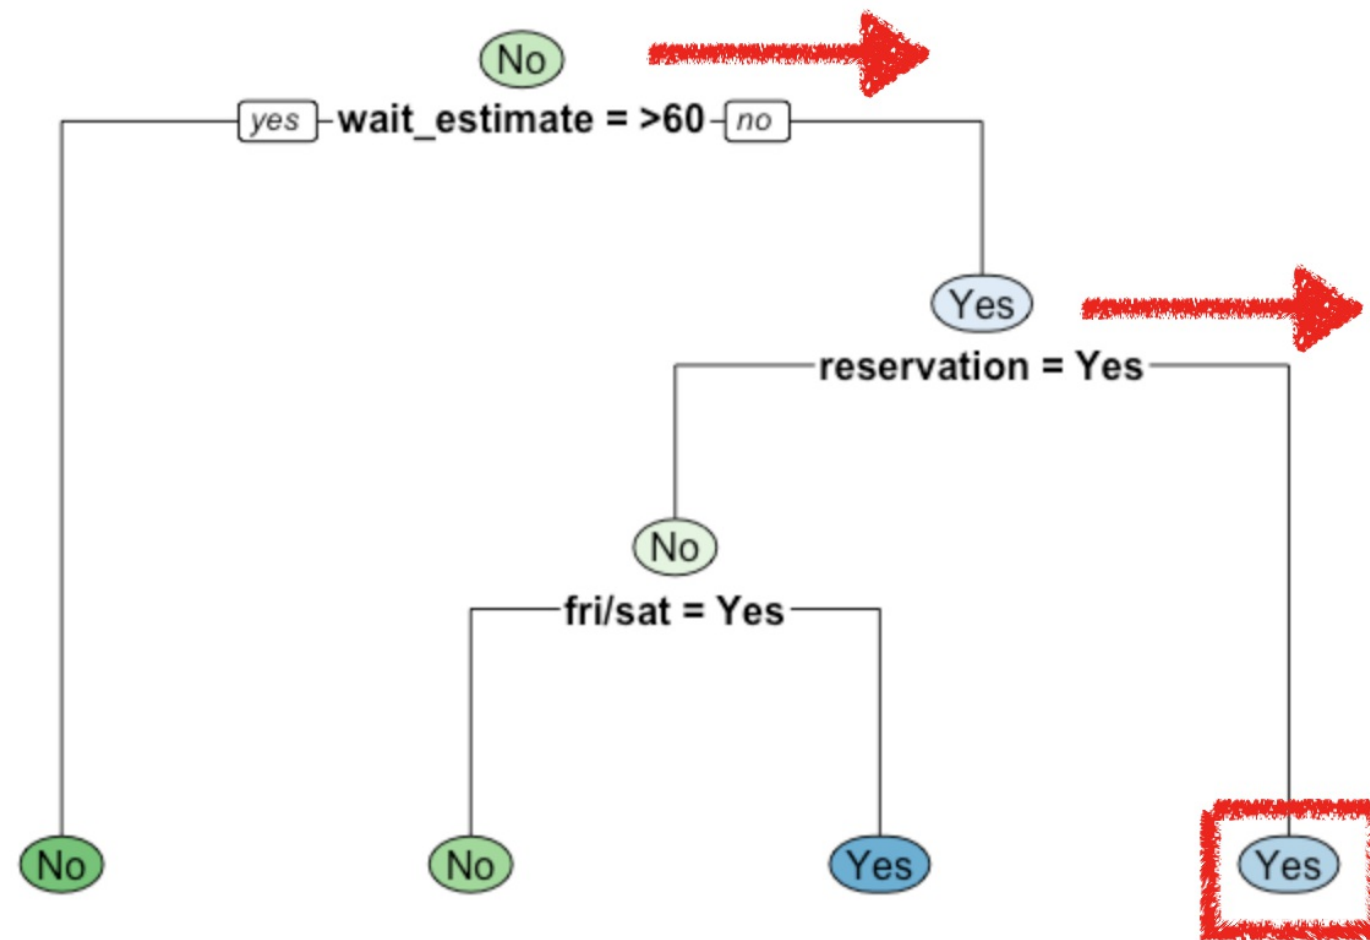 No
yes wait_estimate = >60 no
Yes
reservation = Yes
No
fri/sat = Yes
No No Yes Yes